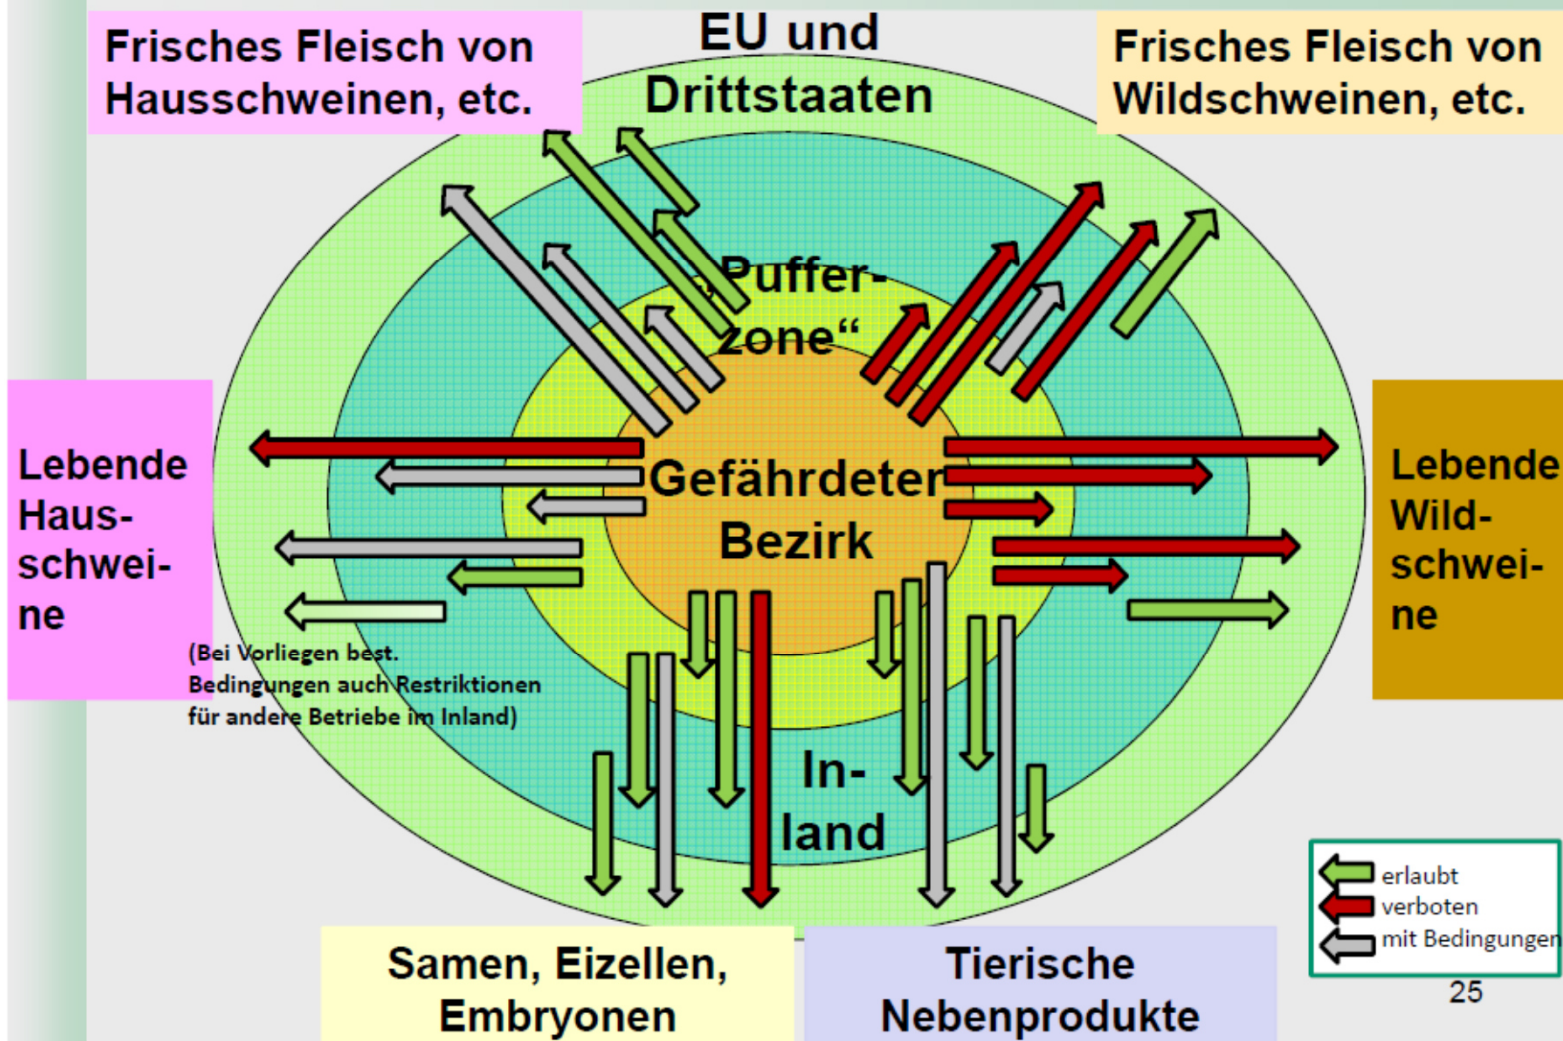 EU und
Drittstaaten
Frisches Fleisch von
Hausschweinen, etc.
Frisches Fleisch von
Wildschweinen, etc.
„Puffer-
zone“
Lebende
Haus-
schwei-
ne
Gefährdeter
Bezirk
Lebende
Wild-
schwei-
ne
(Bei Vorliegen best.
Bedingungen auch Restriktionen
für andere Betriebe im Inland)
In-
land
erlaubt
verboten
mit Bedingungen
25
Samen, Eizellen,
Embryonen
Tierische
Nebenprodukte